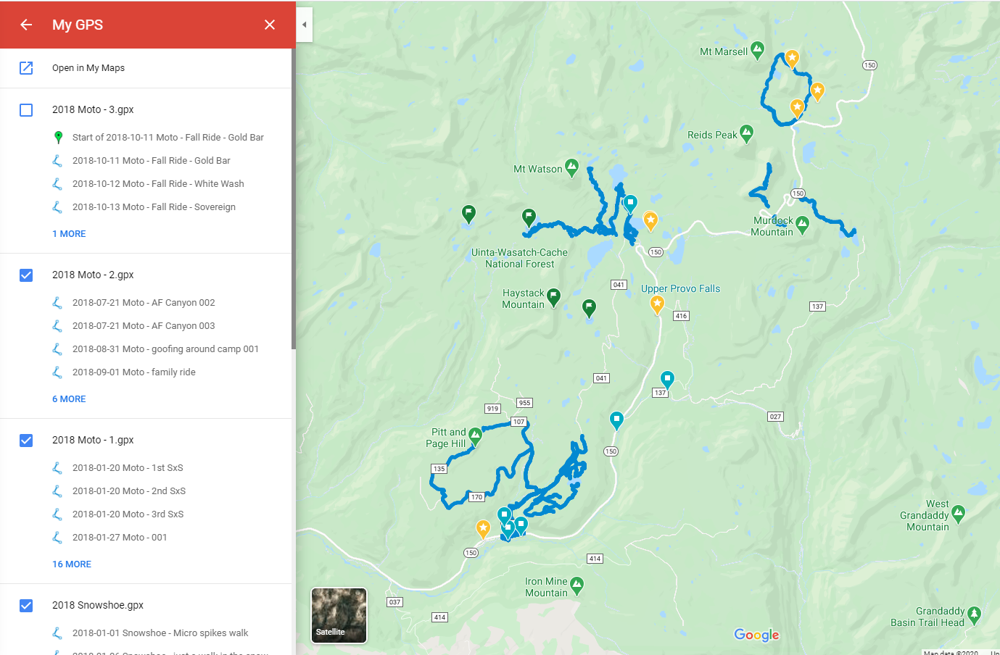 My GPS
Open in My Maps
2018 Moto - 3.gpx
Start of 2018-10-11 Moto - Fall Ride - Gold Bar
2018-10-11 Moto - Fall Ride - Gold Bar
2018-10-12 Moto - Fall Ride - White Wash
2018-10-13 Moto - Fall Ride - Sovereign
1 MORE
2018 Moto - 2.gpx
2018-07-21 Moto - AF Canyon 002
2018-07-21 Moto - AF Canyon 003
2018-08-31 Moto - goofing around camp 001
2018-09-01 Moto - family ride
6 MORE
2018 Moto - 1.gpx
2018-01-20 Moto - 1st SxS
2018-01-20 Moto - 2nd SxS
2018-01-20 Moto - 3rd SxS
2018-01-27 Moto - 001
16 MORE
2018 Snowshoe.gpx
2018-01-01 Snowshoe - Micro spikes walk
2018-01-06 Snowshoe - just a walk in the snow
Mt Marsell
150
Reids Peak
Mt Watson
150
Murdock
Mountain
Uinta-Wasatch-Cache
National Forest
150
041
Upper Provo Falls
Haystack
Mountain
416
137
041
137
955
919
107
027
Pitt and
Page Hill
150
135
170
West
Grandaddy
Mountain
150
414
Iron Mine
Mountain
037
414
Grandaddy
Basin Trail Head
Satellite
Google
Map data ©2020